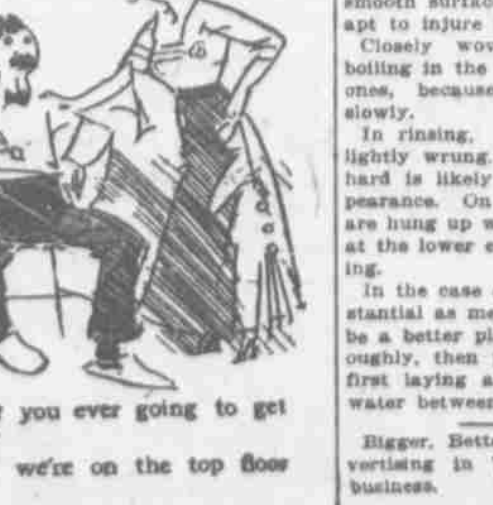 you ever going to get
we're on the top floor
smooth surfac
apt to injure
Closely wov
boiling in the
ones, because
slowly.
In rinsing,
lightly wrung.
hard is likely
pearance. On
are hung up w
at the lower e
ing.
In the case
stantial as me
be a better pl
oughly, then
first laying a
water between
Bigger, Bett
vertising in
business.